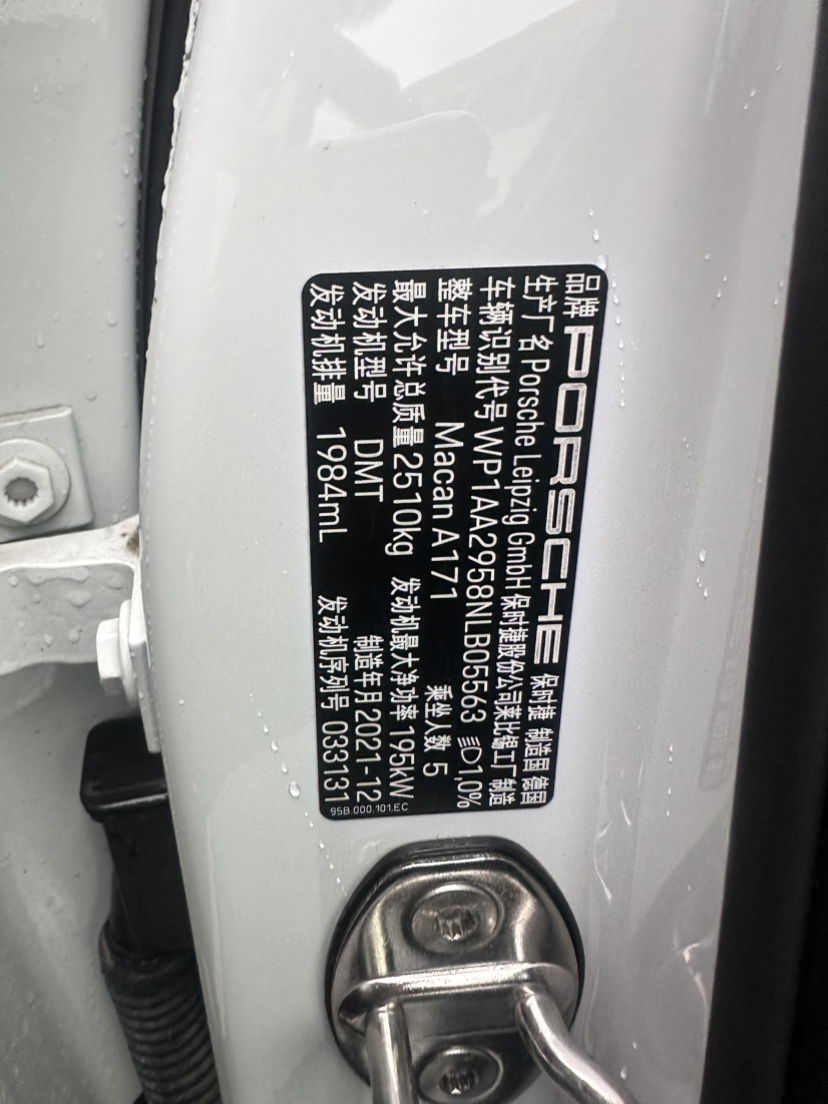 品牌 PORSCHE 保时捷 制造国 德国
生产厂名 Porsche Leipzig GmbH 保时捷股份公司莱比锡工厂制造
车辆识别代号 WP1AA2958NLB05563 1,0%
整车型号 Macan A171 乘坐人数 5
最大允许总质量 2510kg 发动机最大净功率 195kW
发动机型号 DMT 制造年月 2021-12
发动机排量 1984mL 发动机序列号 033131
95B.000.101.EC